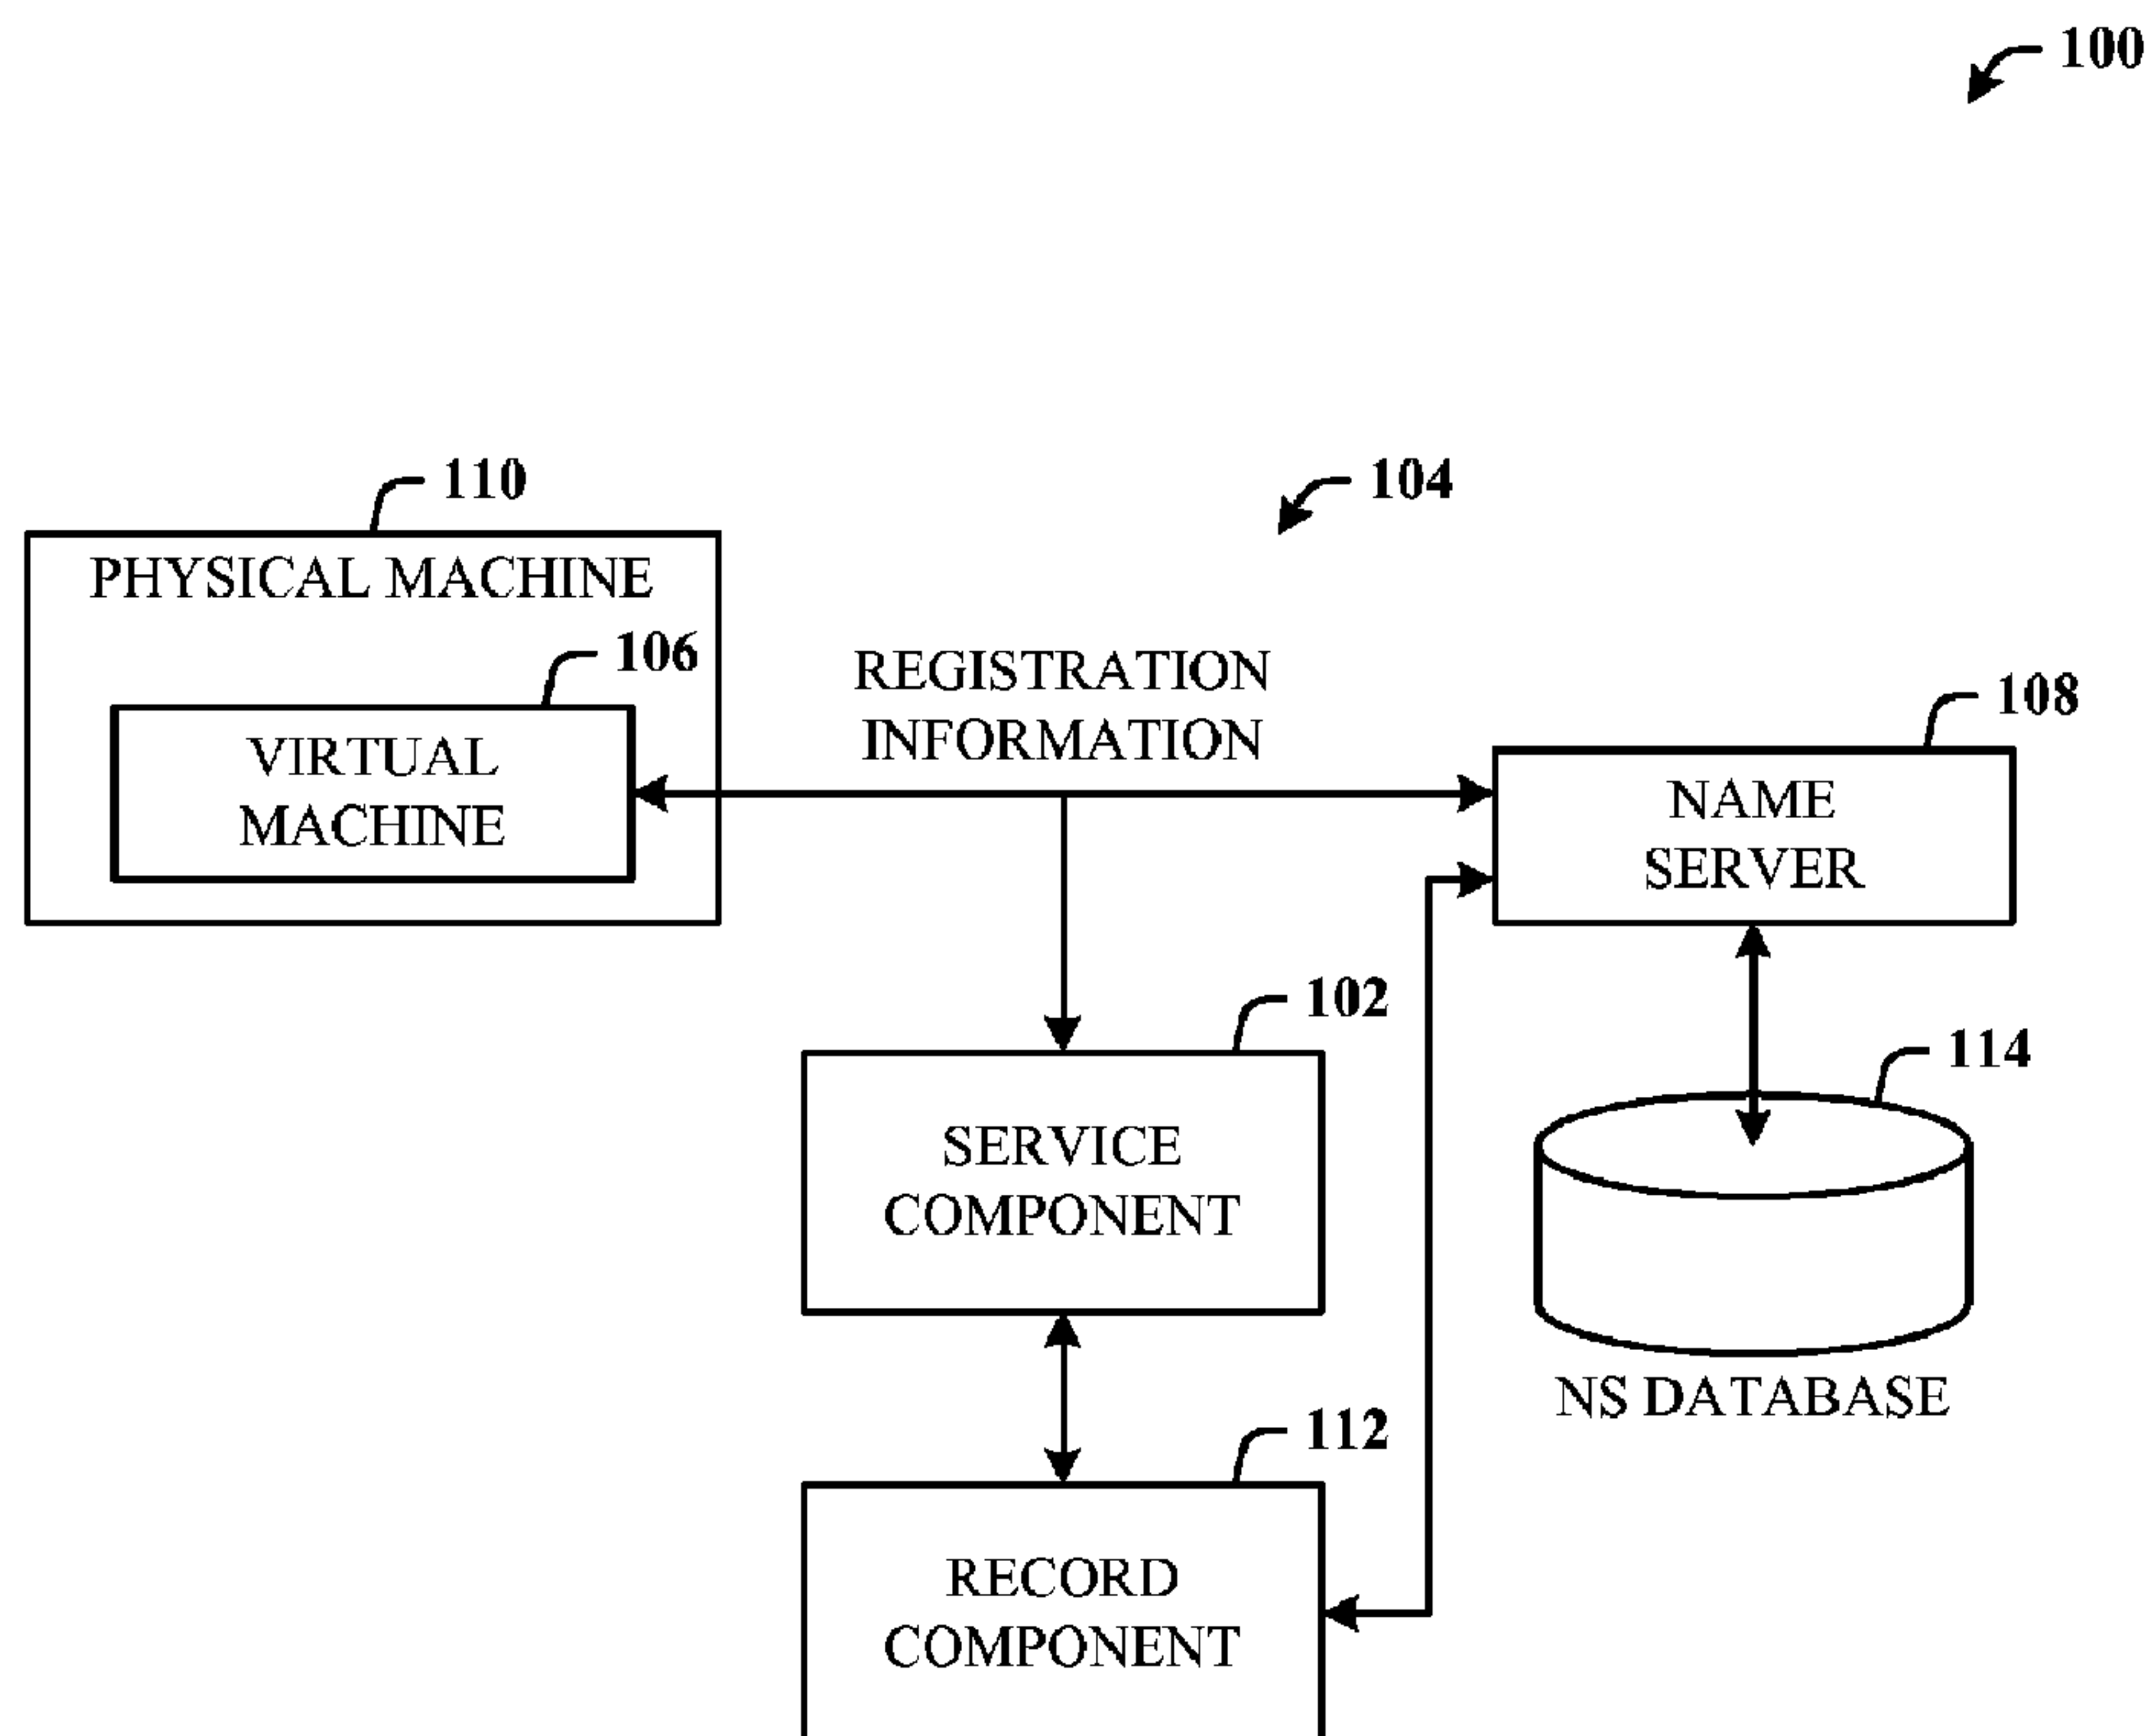 100
110
104
PHYSICAL MACHINE
106
REGISTRATION
INFORMATION
108
VIRTUAL
MACHINE
NAME
SERVER
102
114
SERVICE
COMPONENT
NS DATABASE
112
RECORD
COMPONENT